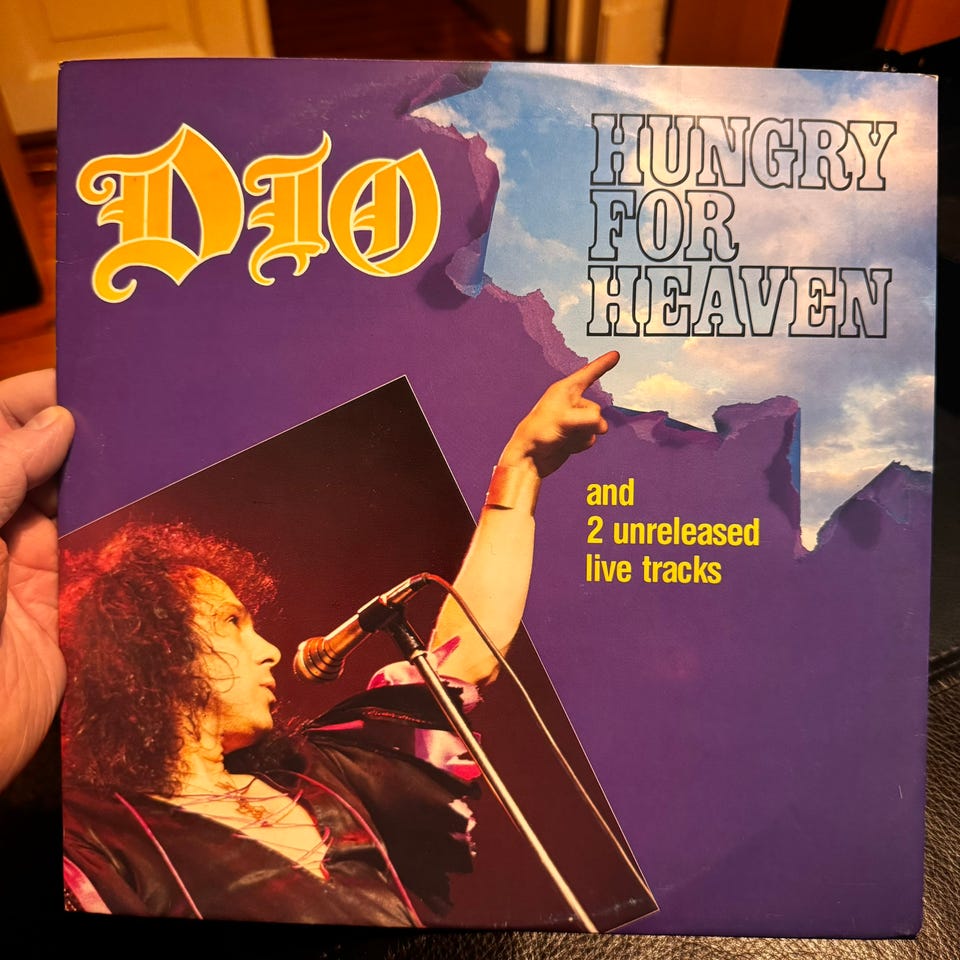 DIO
HUNGRY
FOR
HEAVEN
and
2 unreleased
live tracks